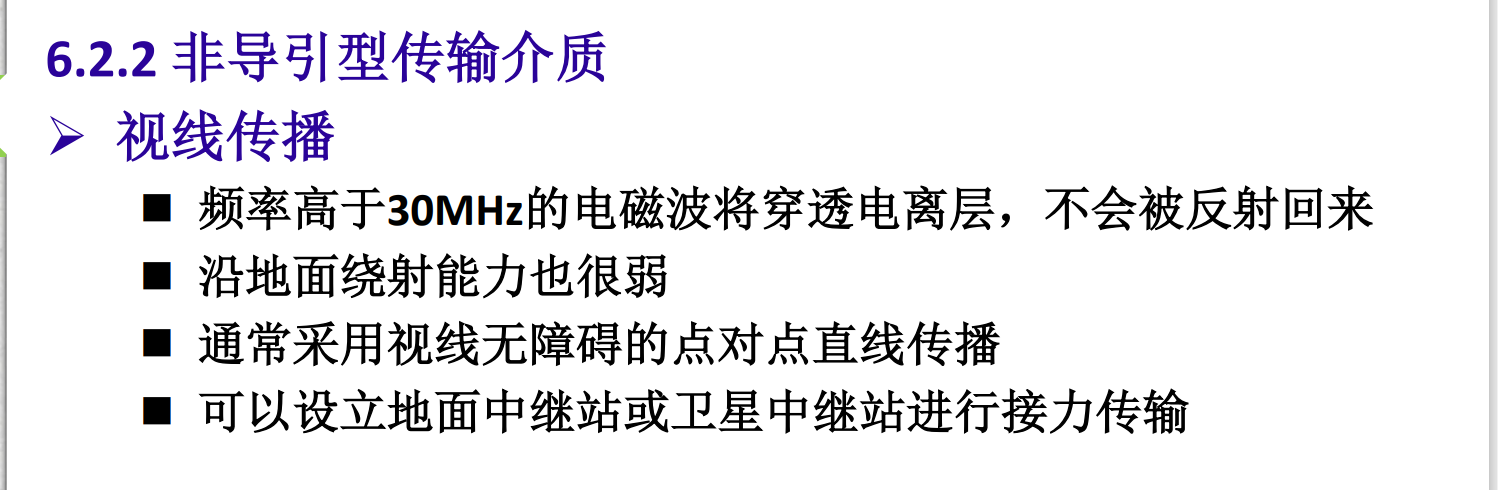 6.2.2 非导引型传输介质
➢ 视线传播
■ 频率高于30MHz的电磁波将穿透电离层，不会被反射回来
■ 沿地面绕射能力也很弱
■ 通常采用视线无障碍的点对点直线传播
■ 可以设立地面中继站或卫星中继站进行接力传输